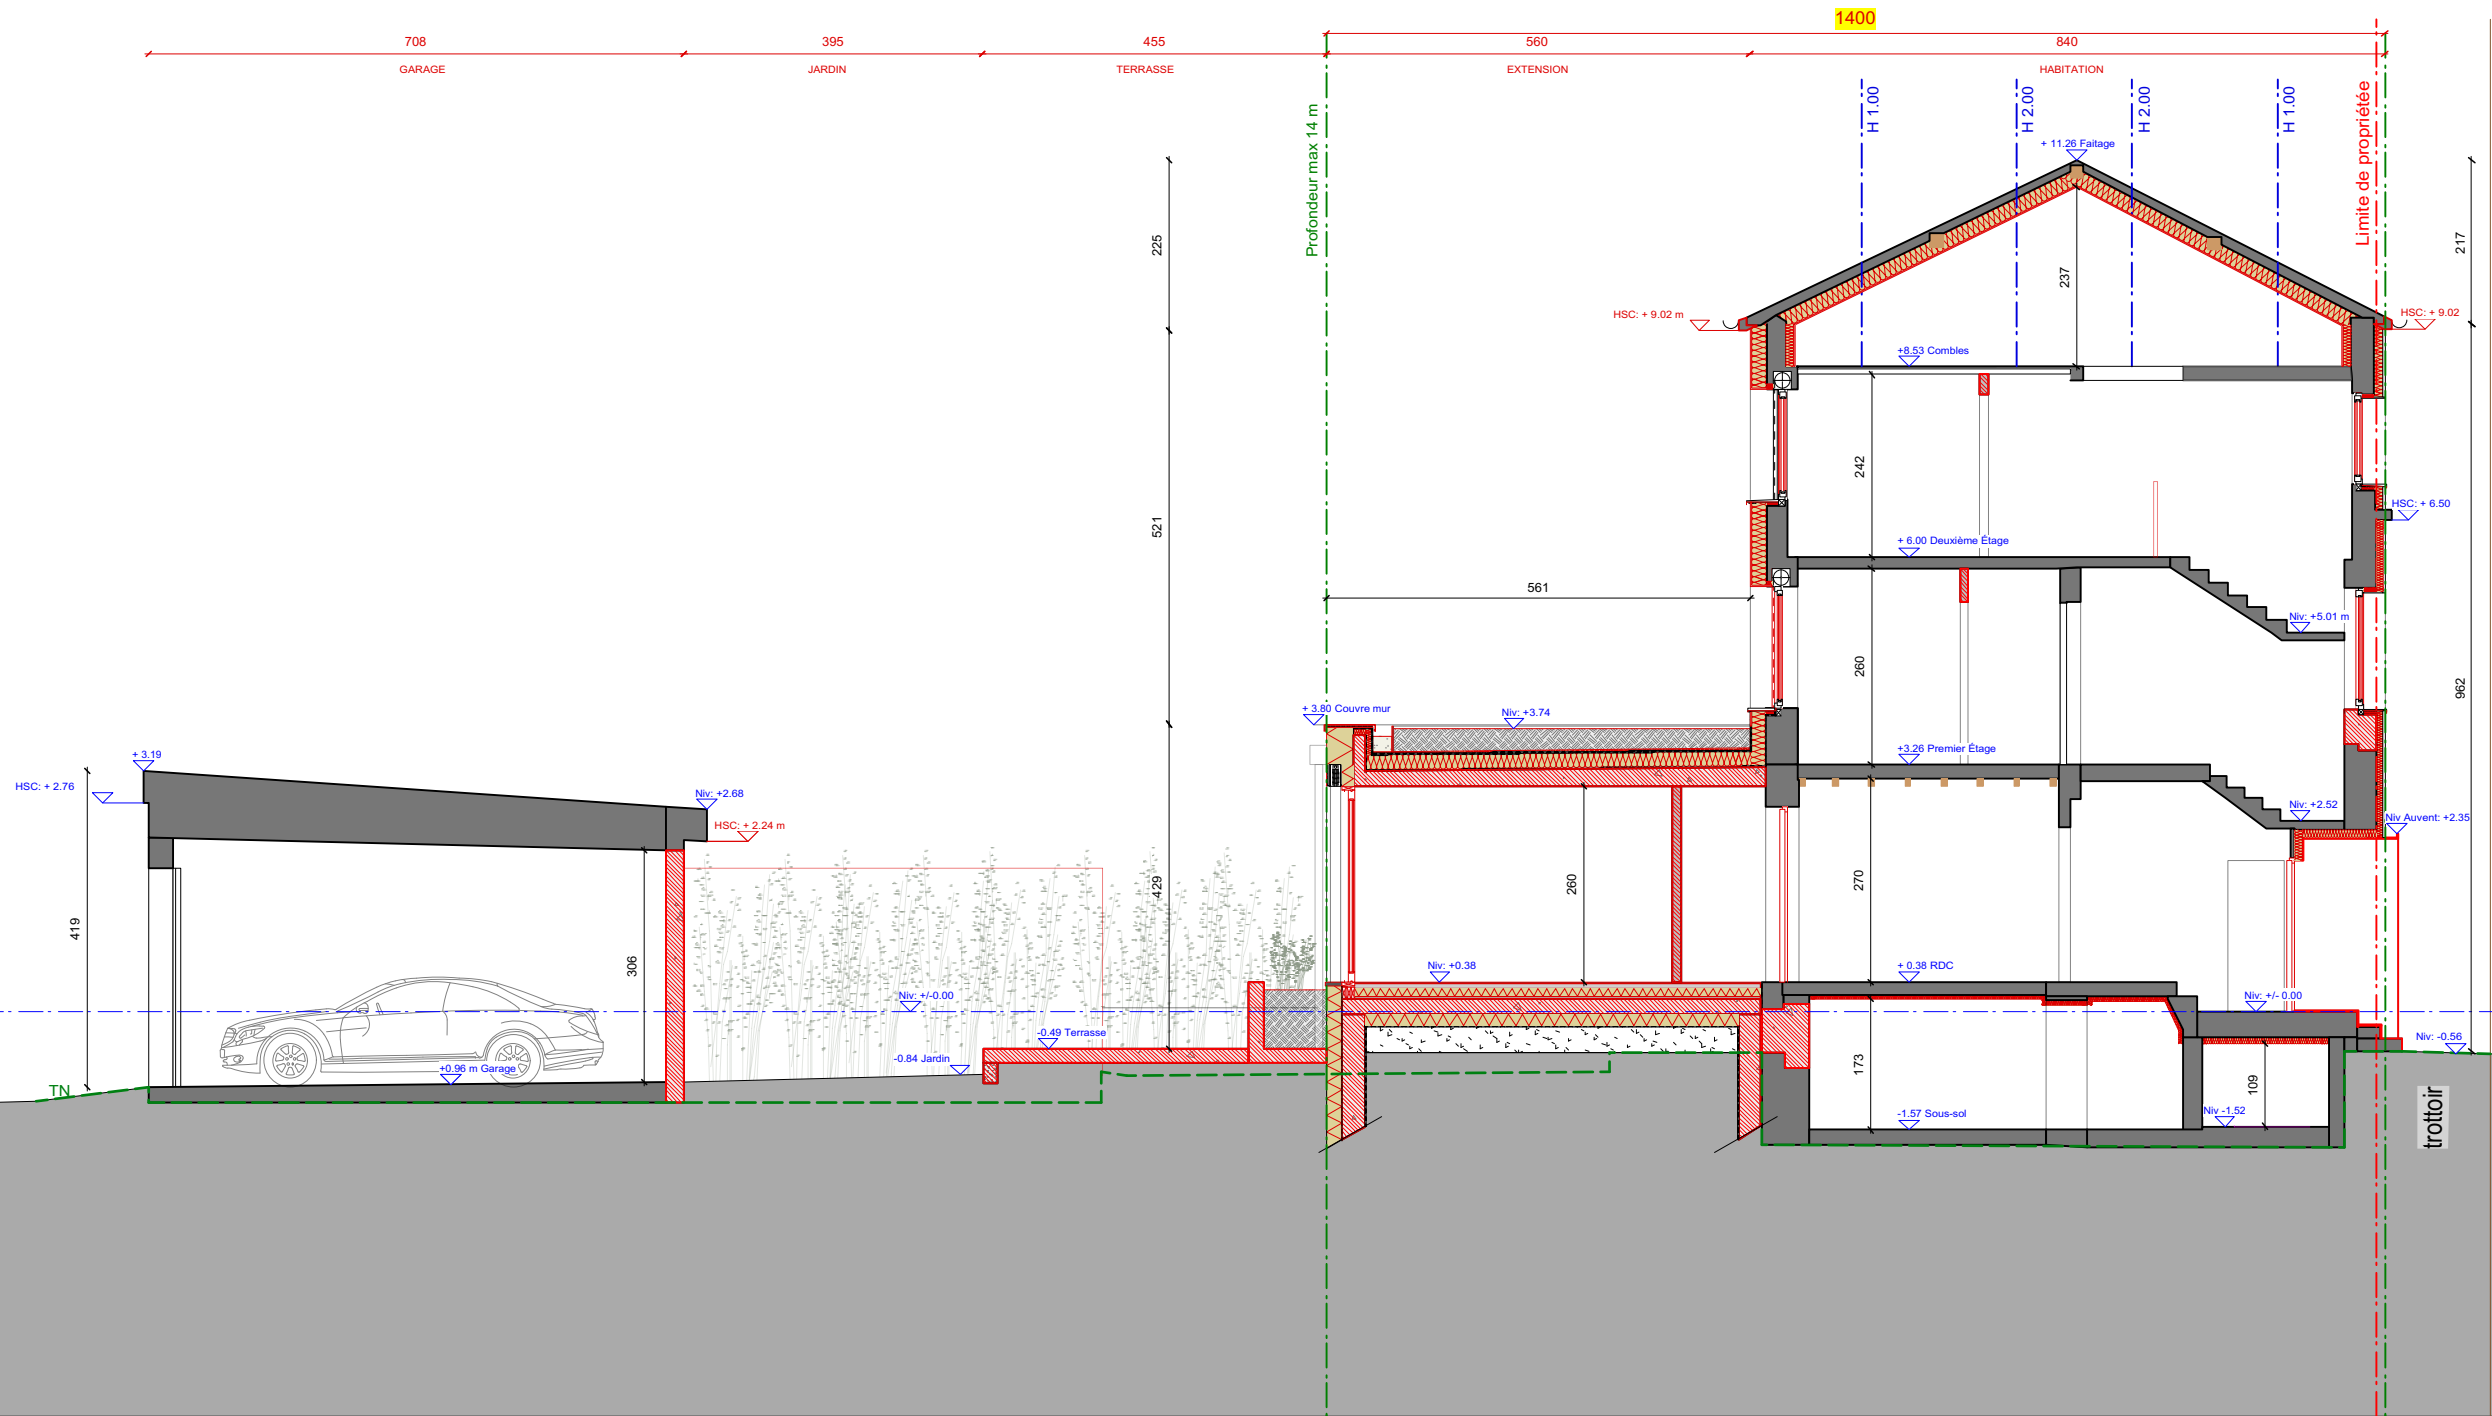 1400
708
395
455
560
840
GARAGE
JARDIN
TERRASSE
EXTENSION
HABITATION
Profondeur max 14 m
H 1.00
H 2.00
H 2.00
H 1.00
Limite de propriétée
+ 11.26 Faitage
225
237
217
HSC: + 9.02 m
HSC: + 9.02
+8.53 Combles
242
521
HSC: + 6.50
+ 6.00 Deuxième Étage
561
Niv: +5.01 m
260
962
+ 3.80 Couvre mur
Niv: +3.74
+3.26 Premier Étage
+ 3.19
HSC: + 2.76
Niv: +2.68
HSC: + 2.24 m
Niv: +2.52
Niv Auvent: +2.35
419
306
429
260
270
Niv: +0.38
+ 0.38 RDC
Niv: +/-0.00
Niv: +/- 0.00
-0.49 Terrasse
-0.84 Jardin
+0.96 m Garage
Niv: -0.56
TN
173
109
-1.57 Sous-sol
Niv -1.52
trottoir